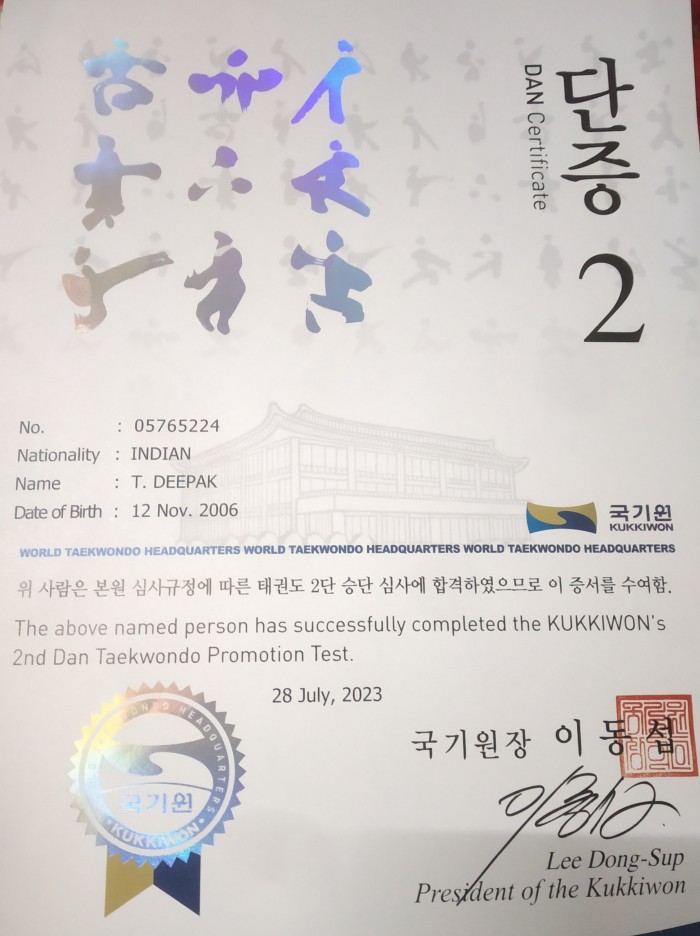 단증
DAN Certificate
2
No. : 05765224
Nationality : INDIAN
Name : T. DEEPAK
Date of Birth : 12 Nov. 2006
국기원
KUKKIWON
WORLD TAEKWONDO HEADQUARTERS WORLD TAEKWONDO HEADQUARTERS WORLD TAEKWONDO HEADQUARTERS
위 사람은 본원 심사규정에 따른 태권도 2단 승단 심사에 합격하였으므로 이 증서를 수여함.
The above named person has successfully completed the KUKKIWON's
2nd Dan Taekwondo Promotion Test.
28 July, 2023
국기원장 이동섭
WORLD TAEKWONDO HEADQUARTERS
국기원
KUKKIWON
Lee Dong-Sup
President of the Kukkiwon